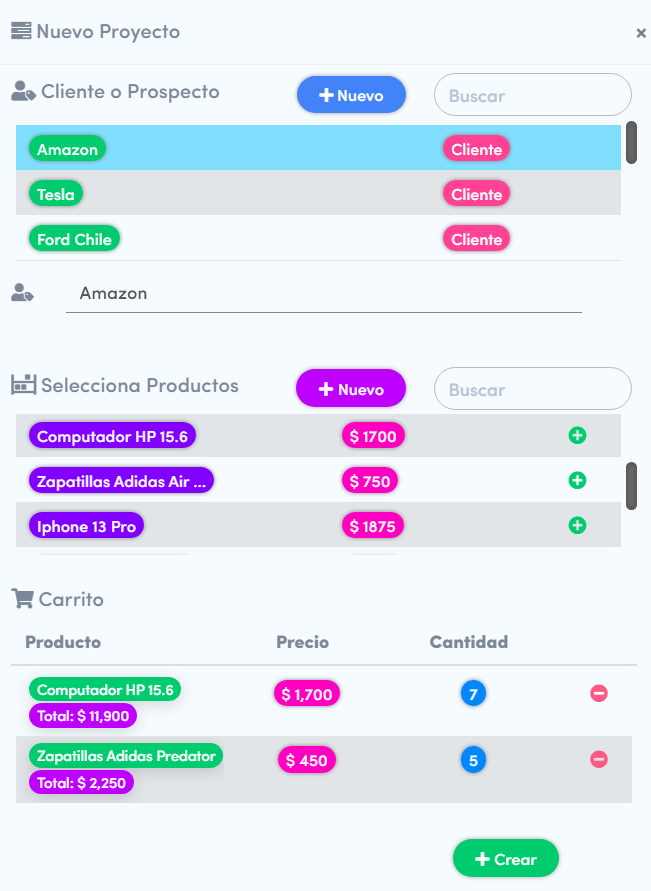 Nuevo Proyecto
×
Cliente o Prospecto
+ Nuevo
Buscar
Amazon Cliente
Tesla Cliente
Ford Chile Cliente
Amazon
Selecciona Productos
+ Nuevo
Buscar
Computador HP 15.6 $ 1700
Zapatillas Adidas Air ... $ 750
Iphone 13 Pro $ 1875
Carrito
Producto Precio Cantidad
Computador HP 15.6 $ 1,700 7
Total: $ 11,900
Zapatillas Adidas Predator $ 450 5
Total: $ 2,250
+ Crear